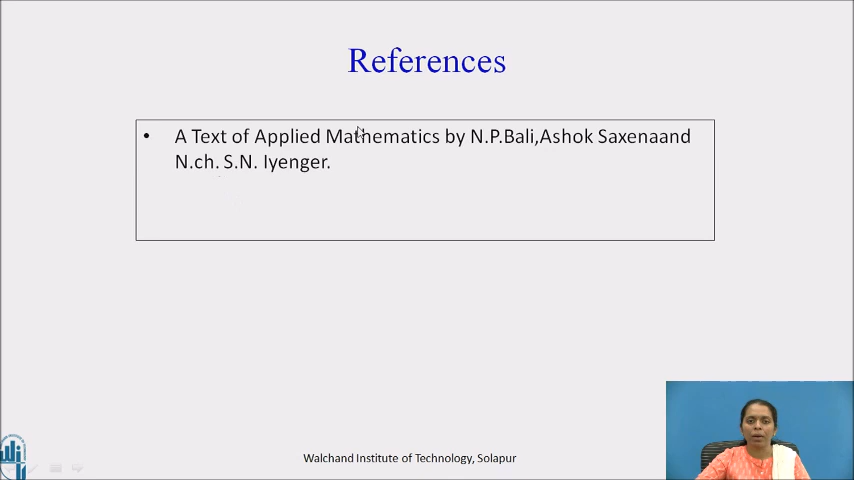 References
• A Text of Applied Mathematics by N.P.Bali,Ashok Saxenaand
N.ch. S.N. Iyenger.
Walchand Institute of Technology, Solapur